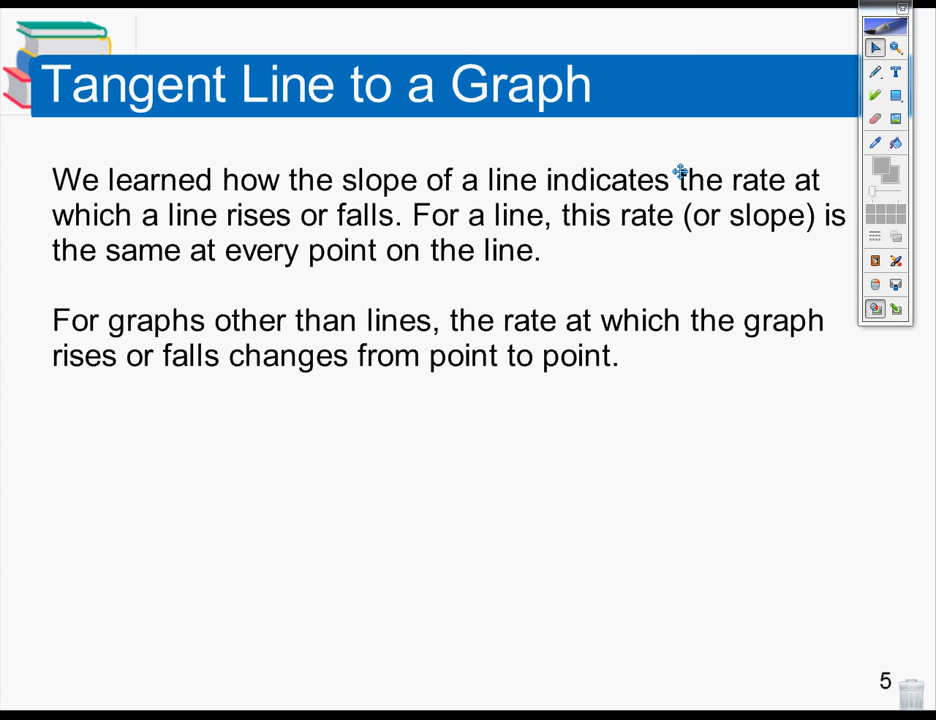 Tangent Line to a Graph
We learned how the slope of a line indicates the rate at
which a line rises or falls. For a line, this rate (or slope) is
the same at every point on the line.
For graphs other than lines, the rate at which the graph
rises or falls changes from point to point.
5